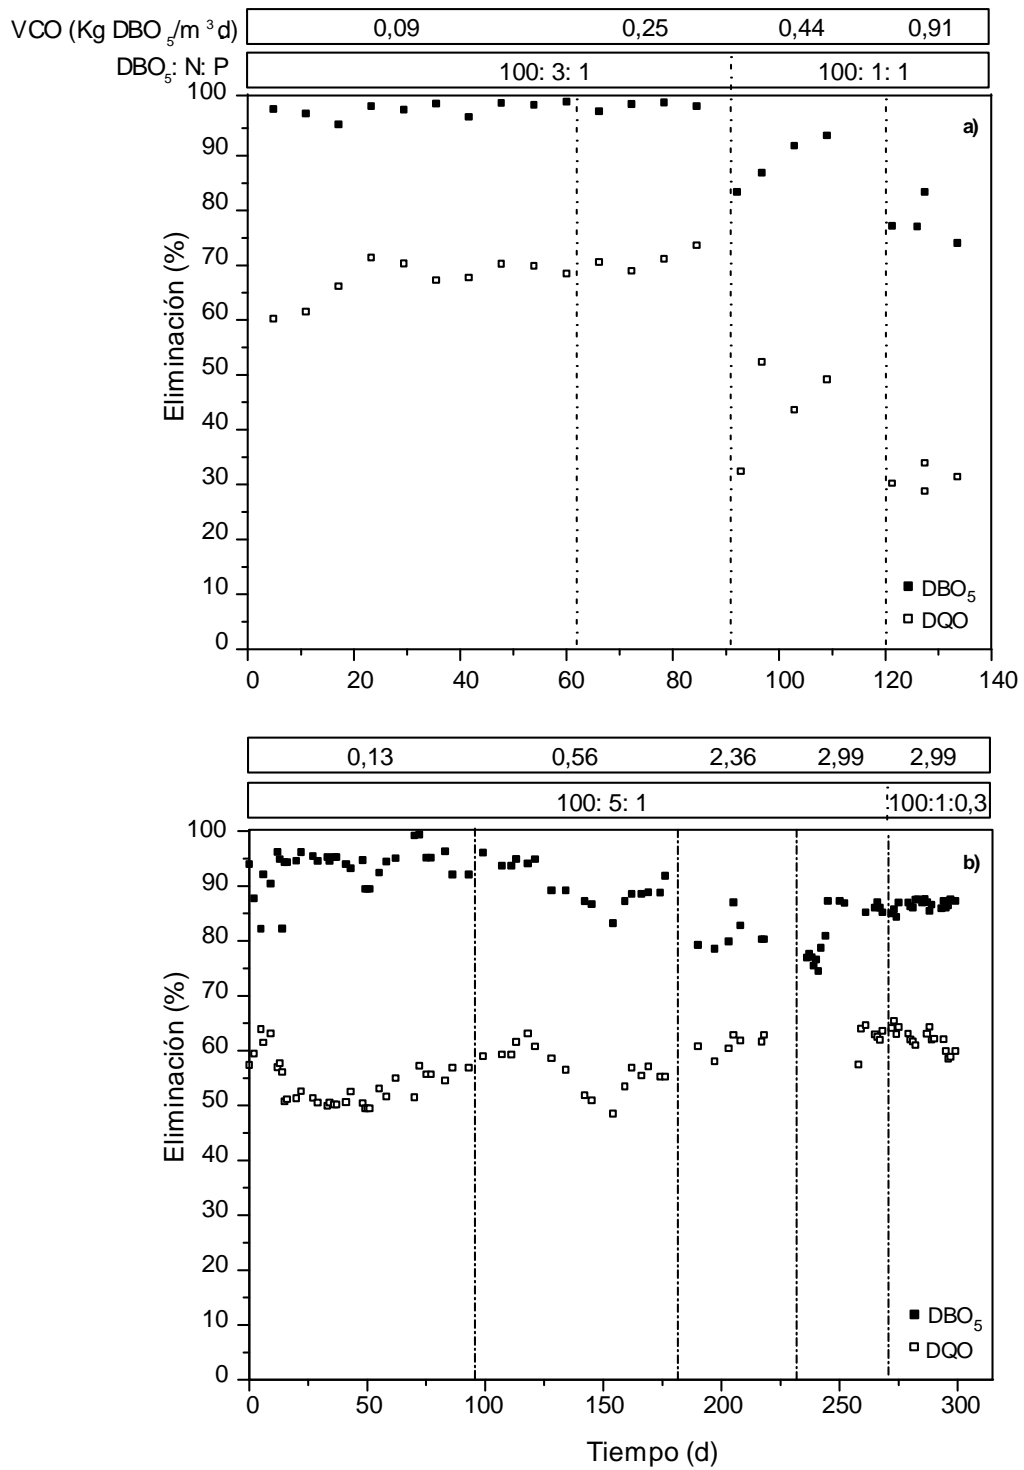 VCO (Kg DBO₅/m³d) 0,09 0,25 0,44 0,91
DBO₅: N: P 100: 3: 1 100: 1: 1
a)
Eliminación (%)
100
90
80
70
60
50
40
30
20
10
0
DBO₅
DQO
0 20 40 60 80 100 120 140
0,13 0,56 2,36 2,99 2,99
100: 5: 1 100:1:0,3
b)
Eliminación (%)
100
90
80
70
60
50
40
30
20
10
0
DBO₅
DQO
0 50 100 150 200 250 300
Tiempo (d)